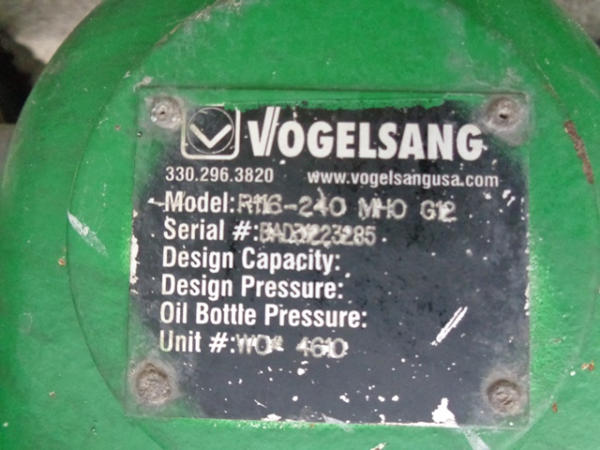 VOGELSANG
330.296.3820 www.vogelsangusa.com
Model: R116-240 MHO G12
Serial #:
Design Capacity:
Design Pressure:
Oil Bottle Pressure:
Unit #: WO# 4610